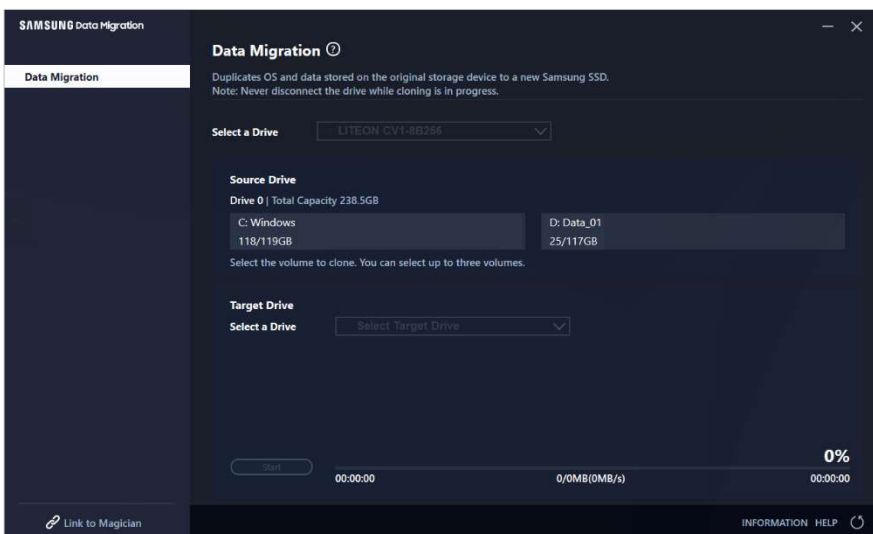 SAMSUNG Data Migration
Data Migration
Data Migration ?
Duplicates OS and data stored on the original storage device to a new Samsung SSD.
Note: Never disconnect the drive while cloning is in progress.
Select a Drive LITEON CV1-8B256
Source Drive
Drive 0 | Total Capacity 238.5GB
C: Windows D: Data_01
118/119GB 25/117GB
Select the volume to clone. You can select up to three volumes.
Target Drive
Select a Drive Select Target Drive
0%
Start
00:00:00 0/0MB(0MB/s) 00:00:00
Link to Magician INFORMATION HELP